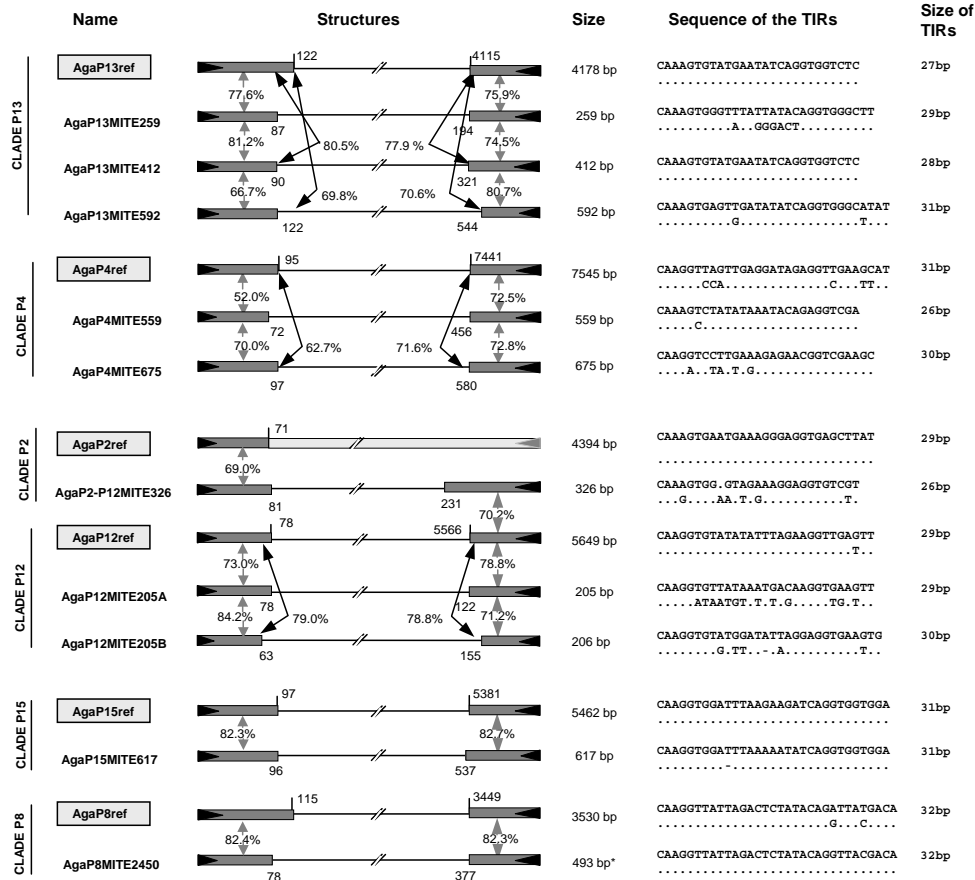 Name Structures Size Sequence of the TIRs Size of TIRs
CLADE P13
AgaP13ref 122 4115 4178 bp CAAAGTGTATGAATATCAGGTGGTCTC 27bp
...........................
77.6% 75.9%
AgaP13MITE259 87 194 259 bp CAAAGTGGGTTTATTATACAGGTGGGCTT 29bp
..........A..GGGACT..........
81.2% 80.5% 77.9 % 74.5%
AgaP13MITE412 90 321 412 bp CAAAGTGTATGAATATCAGGTGGTCTC 28bp
...........................
66.7% 69.8% 70.6% 80.7%
AgaP13MITE592 122 544 592 bp CAAAGTGAGTTGATATATCAGGTGGGCATAT 31bp
..........G................T...
CLADE P4
AgaP4ref 95 7441 7545 bp CAAGGTTAGTTGAGGATAGAGGTTGAAGCAT 31bp
......CCA.............C...TT..
52.0% 72.5%
AgaP4MITE559 72 456 559 bp CAAAGTCTATATAAATACAGAGGTCGA 26bp
.....C....................
70.0% 62.7% 71.6% 72.8%
AgaP4MITE675 97 580 675 bp CAAGGTCCTTGAAAGAGAACGGTCGAAGC 30bp
....A..TA.T.G.................
CLADE P2
AgaP2ref 71 4394 bp CAAAGTGAATGAAAGGGAGGTGAGCTTAT 29bp
.............................
69.0%
AgaP2-P12MITE326 81 231 326 bp CAAAGTGG.GTAGAAAGGAGGTGTCGT 26bp
...G....AA.T.G...........T.
70.2%
CLADE P12
AgaP12ref 78 5566 5649 bp CAAAGTGTATATATTTAGAAGGTTGAGTT 29bp
..........................T..
73.0% 78.8%
AgaP12MITE205A 78 122 205 bp CAAGGTGTTATAAATGACAAGGTGAAGTT 29bp
.....ATAATGT.T.T.G.....TG.T..
84.2% 79.0% 78.8% 71.2%
AgaP12MITE205B 63 155 206 bp CAAGGTGTATGGATATTAGGAGGTGAAGTG 30bp
........G.TT..-.A..........T..
CLADE P15
AgaP15ref 97 5381 5462 bp CAAGGTGGATTTAAGAAGATCAGGTGGTGGA 31bp
...............................
82.3% 82.7%
AgaP15MITE617 96 537 617 bp CAAGGTGGATTTAAAAATATCAGGTGGTGGA 31bp
.........-.....................
CLADE P8
AgaP8ref 115 3449 3530 bp CAAGGTTATTAGACTCTATACAGATTATGACA 32bp
.......................G...C....
82.4% 82.3%
AgaP8MITE2450 78 377 493 bp* CAAGGTTATTAGACTCTATACAGGTTACGACA 32bp
................................